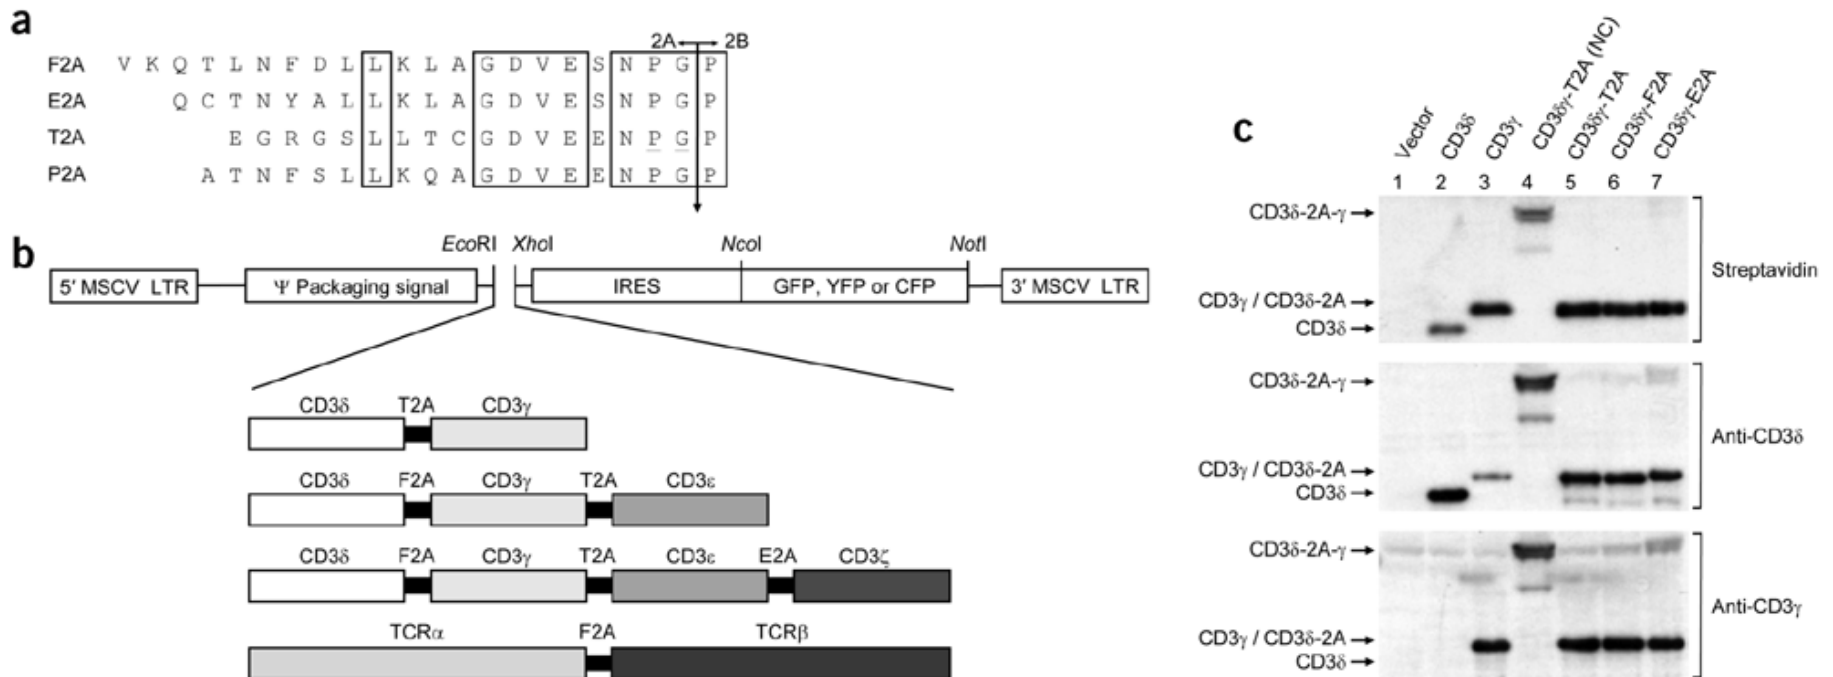 a
2A 2B
F2A V K Q T L N F D L L K L A G D V E S N P G P
E2A Q C T N Y A L L K L A G D V E S N P G P
T2A E G R G S L L T C G D V E E N P G P
P2A A T N F S L L K Q A G D V E E N P G P
b
EcoRI XhoI NcoI NotI
5′ MSCV LTR Ψ Packaging signal IRES GFP, YFP or CFP 3′ MSCV LTR
CD3δ T2A CD3γ
CD3δ F2A CD3γ T2A CD3ε
CD3δ F2A CD3γ T2A CD3ε E2A CD3ζ
TCRα F2A TCRβ
c
Vector CD3δ CD3γ CD3δγ-T2A (NC) CD3δγ-T2A CD3δγ-F2A CD3δγ-E2A
1 2 3 4 5 6 7
CD3δ-2A-γ
Streptavidin
CD3γ / CD3δ-2A
CD3δ
CD3δ-2A-γ
Anti-CD3δ
CD3γ / CD3δ-2A
CD3δ
CD3δ-2A-γ
Anti-CD3γ
CD3γ / CD3δ-2A
CD3δ